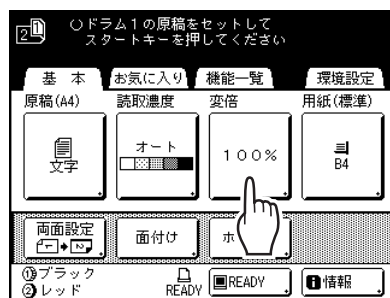 2 1 ○ドラム1の原稿をセットして
スタートキーを押してください
基本 お気に入り 機能一覧 環境設定
原稿(A4) 読取濃度 変倍 用紙(標準)
文字 オート 100% B4
両面設定 面付け ホ
①ブラック
②レッド READY READY 情報